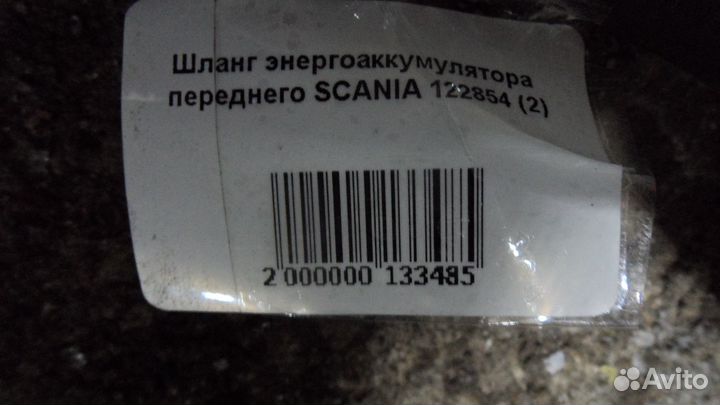 Шланг энергоаккумулятора
переднего SCANIA 122854 (2)
2 000000 133485
Avito